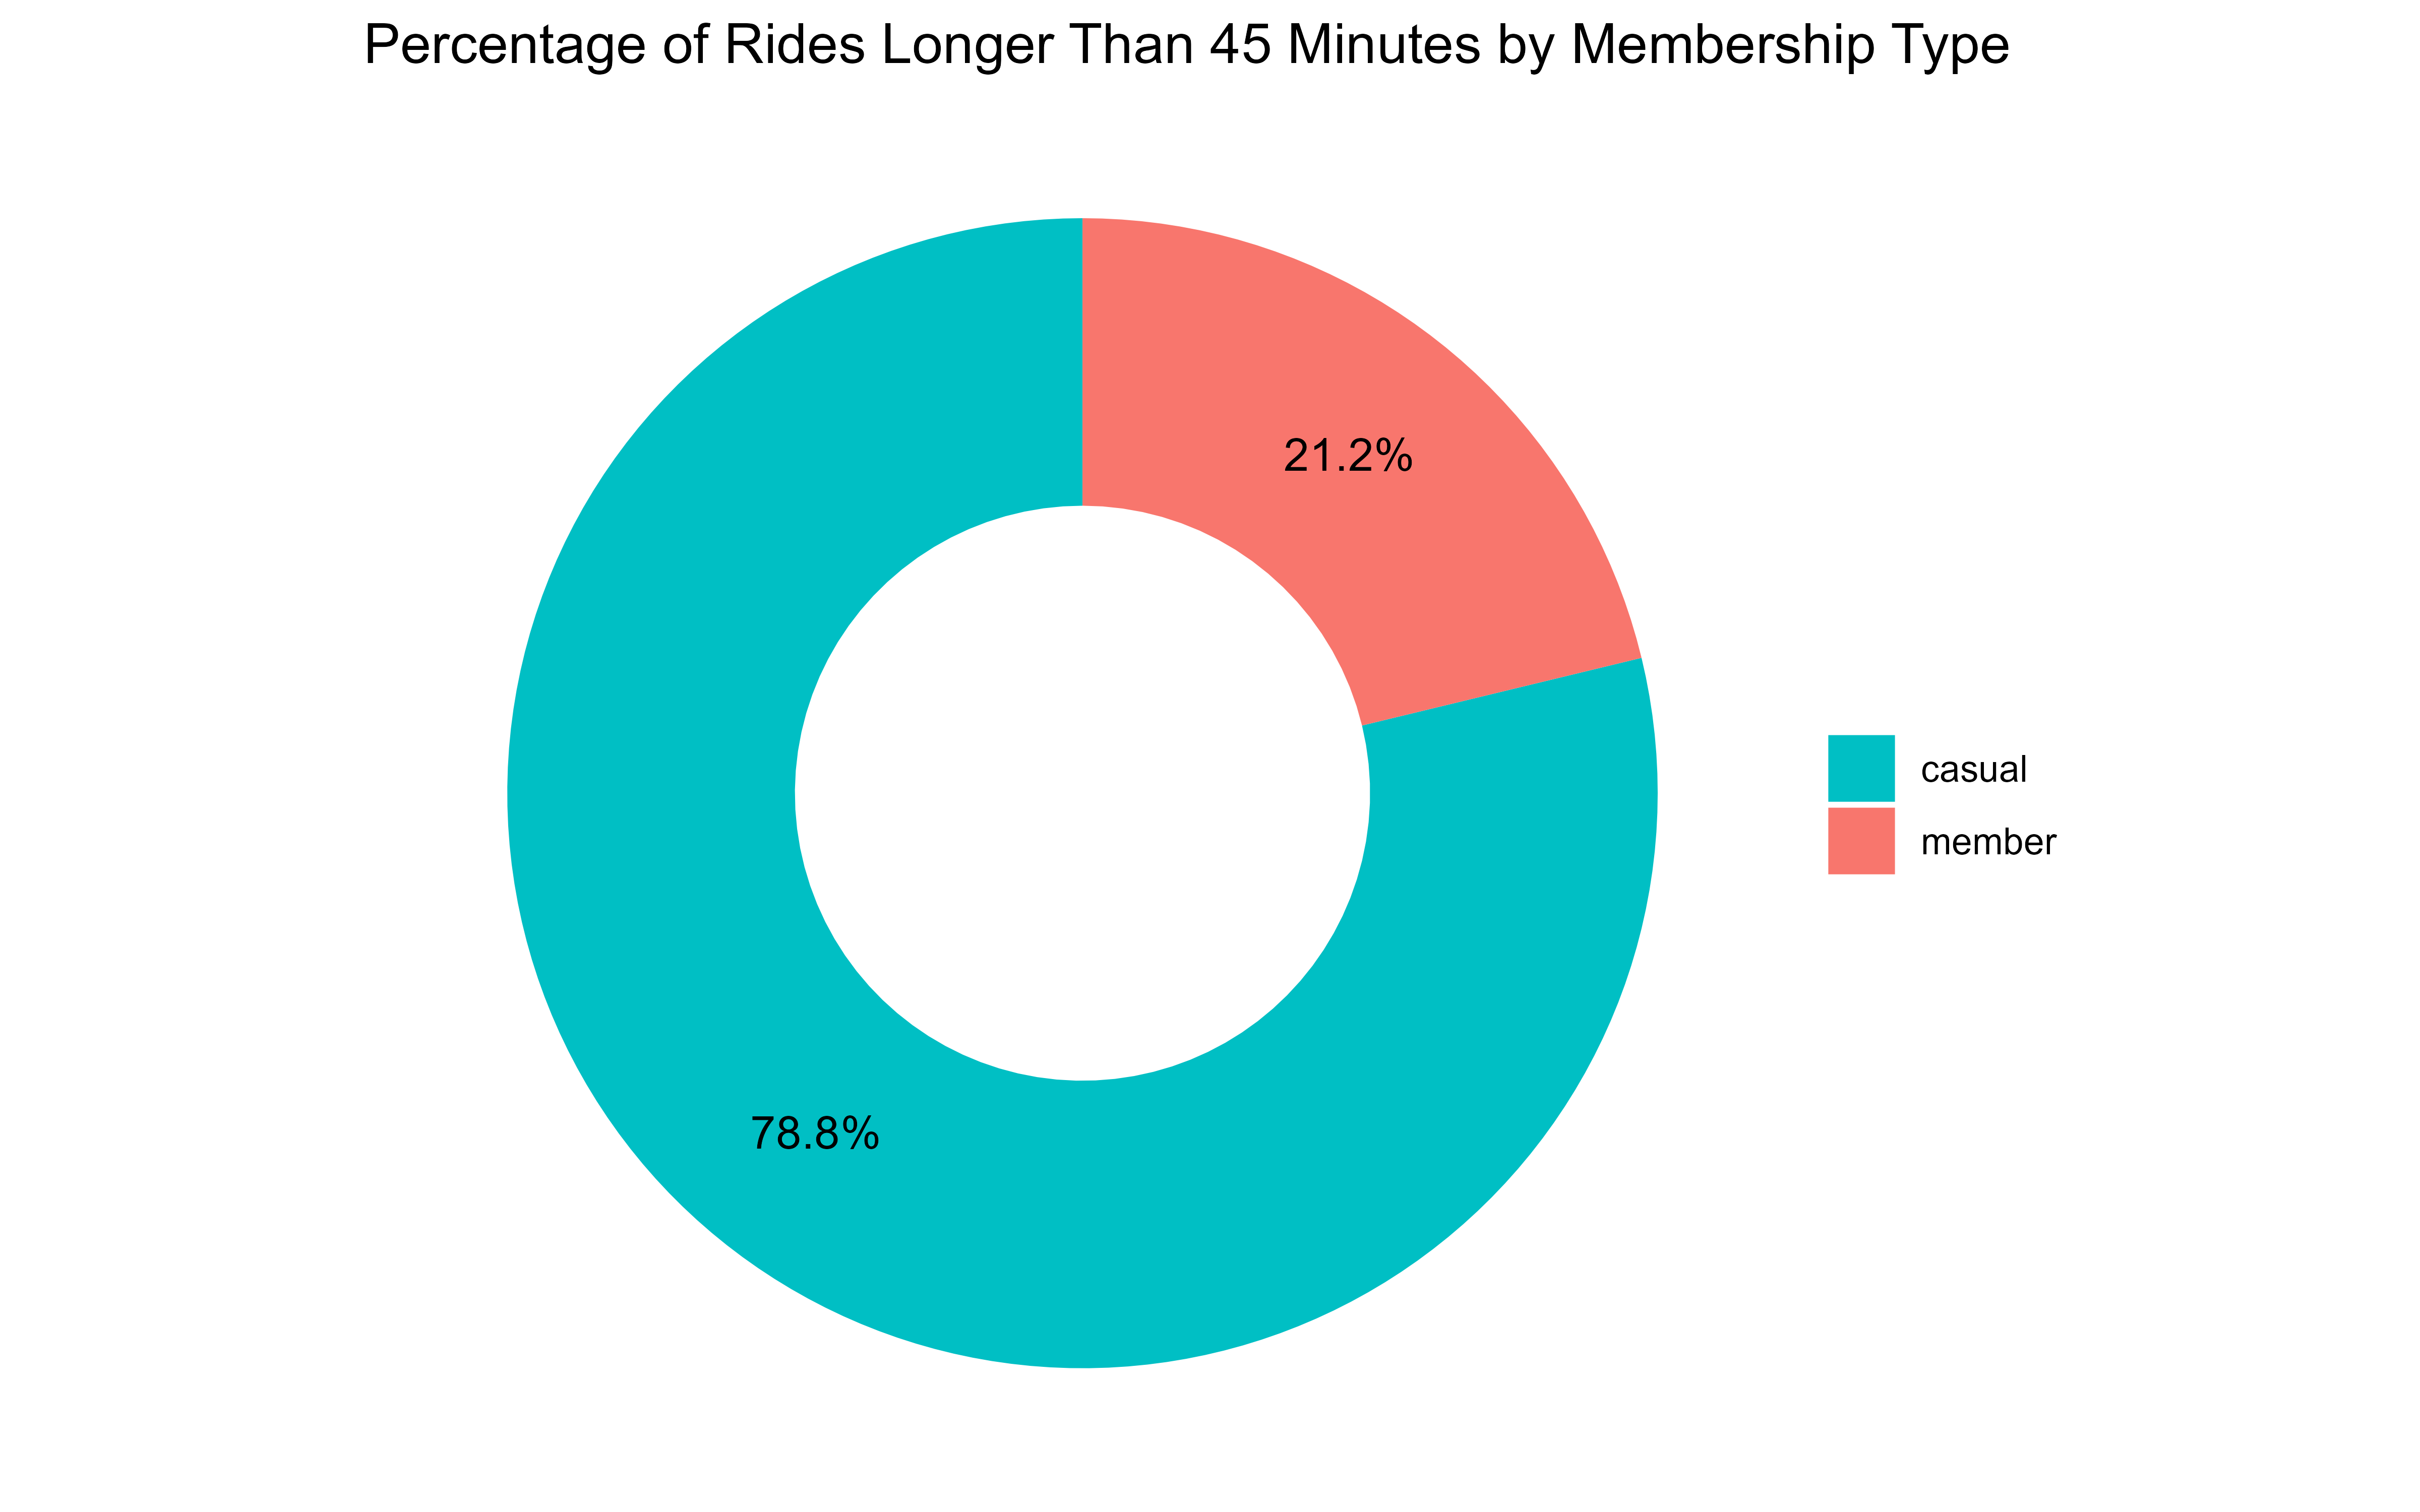 Percentage of Rides Longer Than 45 Minutes by Membership Type
21.2%
casual
member
78.8%